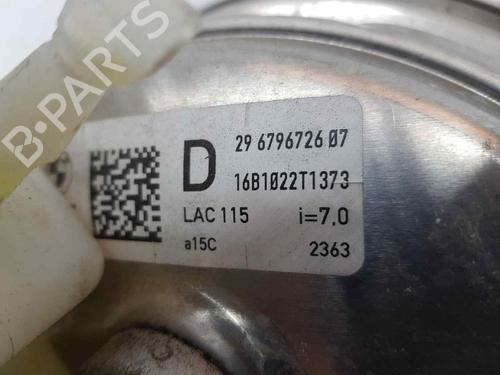 B-PARTS
D
29 6796726 07
16B1022T1373
LAC 115 i=7,0
a15C 2363